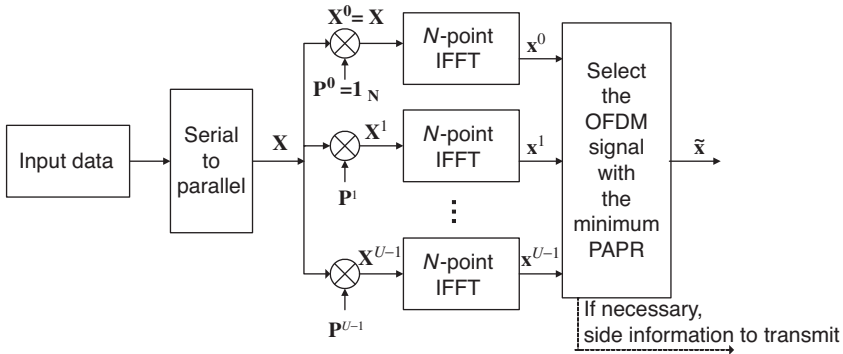 Input data
Serial
to
parallel
X
X⁰= X
P⁰ =1 N
N-point
IFFT
x⁰
X¹
P¹
N-point
IFFT
x¹
⋮
X^{U–1}
P^{U–1}
N-point
IFFT
x^{U–1}
Select
the
OFDM
signal
with
the
minimum
PAPR
x̃
If necessary,
side information to transmit